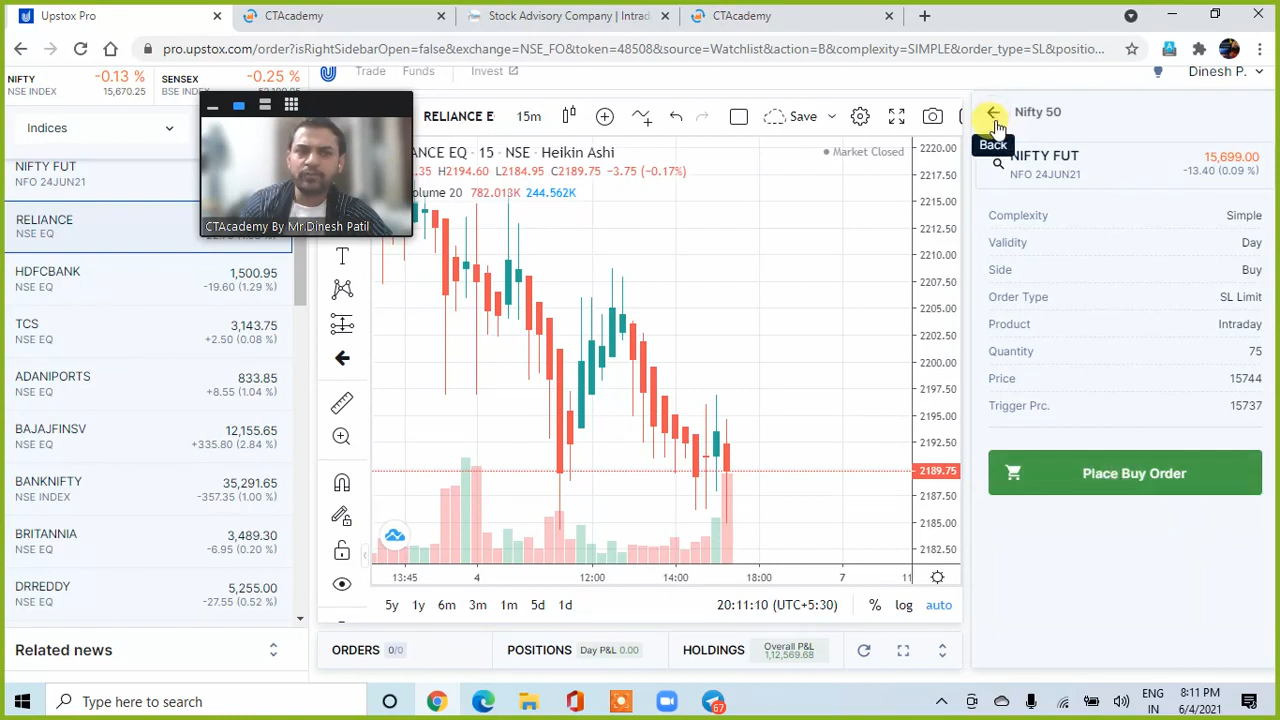 Upstox Pro
CTAcademy
Stock Advisory Company | Intrad
CTAcademy
pro.upstox.com/order?isRightSidebarOpen=false&exchange=NSE_FO&token=48508&source=Watchlist&action=B&complexity=SIMPLE&order_type=SL&positio...
NIFTY -0.13 %
NSE INDEX 15,670.25
SENSEX -0.25 %
BSE INDEX
Trade Funds Invest
Dinesh P.
Indices
NIFTY FUT
NFO 24JUN21
RELIANCE
NSE EQ
HDFCBANK 1,500.95
NSE EQ -19.60 (1.29 %)
TCS 3,143.75
NSE EQ +2.50 (0.08 %)
ADANIPORTS 833.85
NSE EQ +8.55 (1.04 %)
BAJAJFINSV 12,155.65
NSE EQ +335.80 (2.84 %)
BANKNIFTY 35,291.65
NSE INDEX -357.35 (1.00 %)
BRITANNIA 3,489.30
NSE EQ -6.95 (0.20 %)
DRREDDY 5,255.00
NSE EQ -27.55 (0.52 %)
Related news
CTAcademy By Mr.Dinesh Patil
RELIANCE E 15m Save
ANCE EQ • 15 • NSE • Heikin Ashi
Market Closed
.35 H2194.60 L2184.95 C2189.75 -3.75 (-0.17%)
olume 20 782.018K 244.562K
2220.00
2217.50
2215.00
2212.50
2210.00
2207.50
2205.00
2202.50
2200.00
2197.50
2195.00
2192.50
2189.75
2187.50
2185.00
2182.50
13:45 4 12:00 14:00 18:00 7 11
5y 1y 6m 3m 1m 5d 1d
20:11:10 (UTC+5:30) % log auto
ORDERS 0/0
POSITIONS Day P&L 0.00
HOLDINGS Overall P&L
1,12,569.68
Nifty 50
Back
NIFTY FUT 15,699.00
NFO 24JUN21 -13.40 (0.09 %)
Complexity Simple
Validity Day
Side Buy
Order Type SL Limit
Product Intraday
Quantity 75
Price 15744
Trigger Prc. 15737
Place Buy Order
Type here to search
67
ENG
IN
8:11 PM
6/4/2021